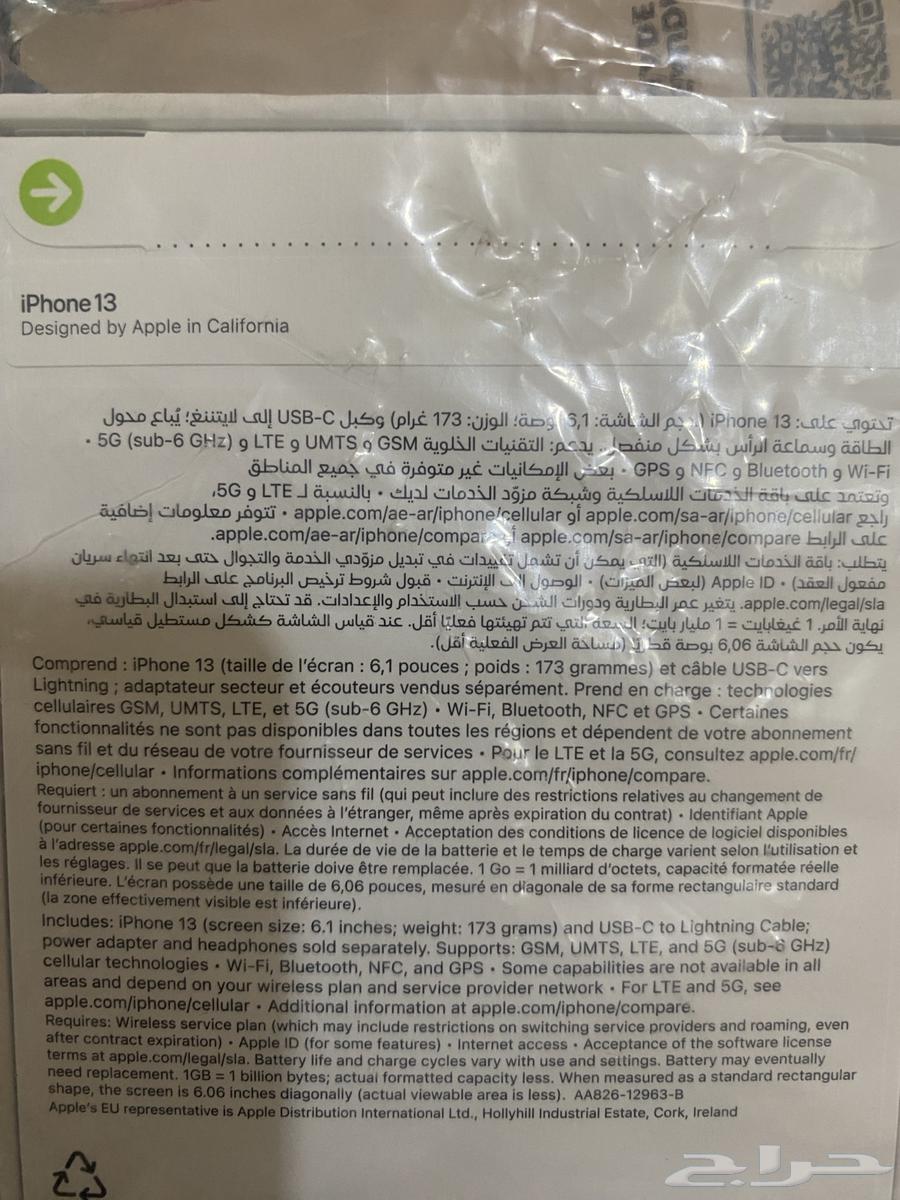 iPhone 13
Designed by Apple in California
تحتوي على: iPhone 13 (حجم الشاشة: 6,1 بوصة؛ الوزن: 173 غرام) وكبل USB-C إلى لايتننغ؛ يُباع محول
الطاقة وسماعة الرأس بشكل منفصل. يدعم: التقنيات الخلوية GSM و UMTS و LTE و 5G (sub-6 GHz) •
Wi-Fi و Bluetooth و NFC و GPS • بعض الإمكانيات غير متوفرة في جميع المناطق
وتعتمد على باقة الخدمات اللاسلكية وشبكة مزوّد الخدمات لديك • بالنسبة لـ LTE و 5G،
راجع apple.com/sa-ar/iphone/cellular أو apple.com/ae-ar/iphone/cellular • تتوفر معلومات إضافية
على الرابط apple.com/sa-ar/iphone/compare أو apple.com/ae-ar/iphone/compare.
يتطلب: باقة الخدمات اللاسلكية (التي يمكن أن تشمل تقييدات في تبديل مزوّدي الخدمة والتجوال حتى بعد انتهاء سريان
مفعول العقد) • Apple ID (لبعض الميزات) • الوصول إلى الإنترنت • قبول شروط ترخيص البرنامج على الرابط
apple.com/legal/sla. يتغير عمر البطارية ودورات الشحن حسب الاستخدام والإعدادات. قد تحتاج إلى استبدال البطارية في
نهاية الأمر. 1 غيغابايت = 1 مليار بايت؛ السعة التي تتم تهيئتها فعليًا أقل. عند قياس الشاشة كشكل مستطيل قياسي،
يكون حجم الشاشة 6,06 بوصة قطريًا (مساحة العرض الفعلية أقل).
Comprend : iPhone 13 (taille de l’écran : 6,1 pouces ; poids : 173 grammes) et câble USB-C vers
Lightning ; adaptateur secteur et écouteurs vendus séparément. Prend en charge : technologies
cellulaires GSM, UMTS, LTE, et 5G (sub-6 GHz) • Wi-Fi, Bluetooth, NFC et GPS • Certaines
fonctionnalités ne sont pas disponibles dans toutes les régions et dépendent de votre abonnement
sans fil et du réseau de votre fournisseur de services • Pour le LTE et la 5G, consultez apple.com/fr/
iphone/cellular • Informations complémentaires sur apple.com/fr/iphone/compare.
Requiert : un abonnement à un service sans fil (qui peut inclure des restrictions relatives au changement de
fournisseur de services et aux données à l’étranger, même après expiration du contrat) • Identifiant Apple
(pour certaines fonctionnalités) • Accès Internet • Acceptation des conditions de licence de logiciel disponibles
à l’adresse apple.com/fr/legal/sla. La durée de vie de la batterie et le temps de charge varient selon l’utilisation et
les réglages. Il se peut que la batterie doive être remplacée. 1 Go = 1 milliard d’octets, capacité formatée réelle
inférieure. L’écran possède une taille de 6,06 pouces, mesuré en diagonale de sa forme rectangulaire standard
(la zone effectivement visible est inférieure).
Includes: iPhone 13 (screen size: 6.1 inches; weight: 173 grams) and USB-C to Lightning Cable;
power adapter and headphones sold separately. Supports: GSM, UMTS, LTE, and 5G (sub-6 GHz)
cellular technologies • Wi-Fi, Bluetooth, NFC, and GPS • Some capabilities are not available in all
areas and depend on your wireless plan and service provider network • For LTE and 5G, see
apple.com/iphone/cellular • Additional information at apple.com/iphone/compare.
Requires: Wireless service plan (which may include restrictions on switching service providers and roaming, even
after contract expiration) • Apple ID (for some features) • Internet access • Acceptance of the software license
terms at apple.com/legal/sla. Battery life and charge cycles vary with use and settings. Battery may eventually
need replacement. 1GB = 1 billion bytes; actual formatted capacity less. When measured as a standard rectangular
shape, the screen is 6.06 inches diagonally (actual viewable area is less). AA826-12963-B
Apple’s EU representative is Apple Distribution International Ltd., Hollyhill Industrial Estate, Cork, Ireland
حراج